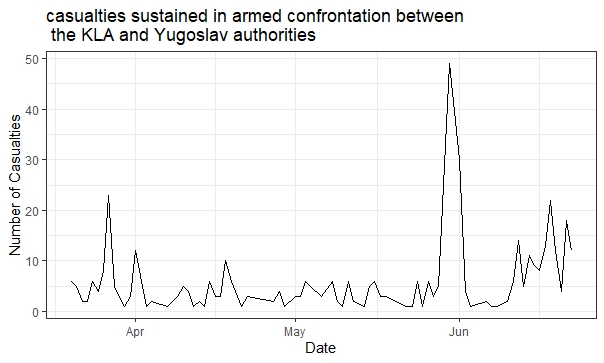 casualties sustained in armed confrontation between
the KLA and Yugoslav authorities
50
40
30
20
10
0
Number of Casualties
Apr May Jun
Date